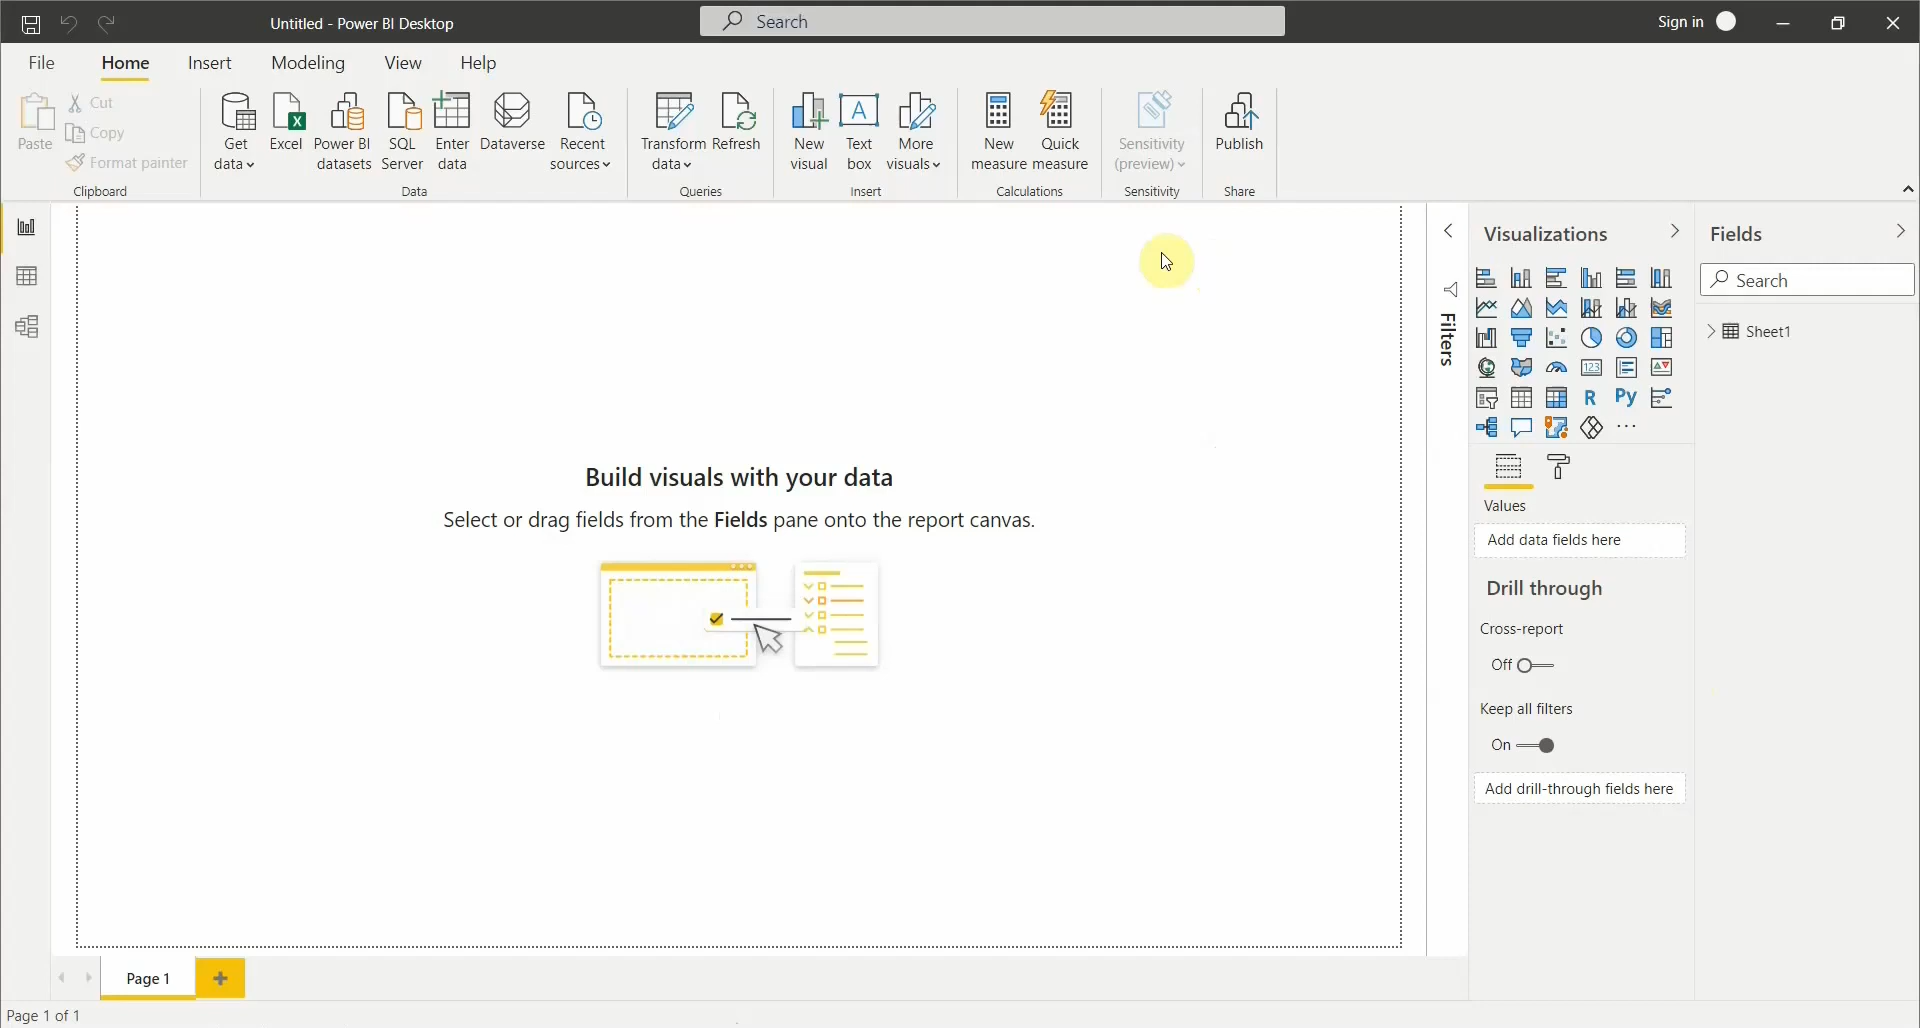 Untitled - Power BI Desktop
Search
Sign in
File
Home
Insert
Modeling
View
Help
Paste
Cut
Copy
Format painter
Clipboard
Get
data
Excel
Power BI
datasets
SQL
Server
Enter
data
Dataverse
Recent
sources
Data
Transform
data
Refresh
Queries
New
visual
A
Text
box
More
visuals
Insert
New
measure
Quick
measure
Calculations
Sensitivity
(preview)
Sensitivity
Publish
Share
Filters
Visualizations
123
R
Py
...
Values
Add data fields here
Drill through
Cross-report
Off
Keep all filters
On
Add drill-through fields here
Fields
Search
Sheet1
Build visuals with your data
Select or drag fields from the Fields pane onto the report canvas.
Page 1
Page 1 of 1